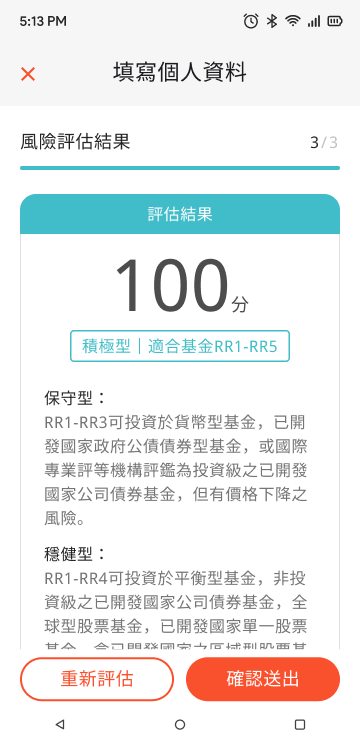 5:13 PM
填寫個人資料
風險評估結果
3/3
評估結果
100分
積極型｜適合基金RR1-RR5
保守型：
RR1-RR3可投資於貨幣型基金，已開
發國家政府公債債券型基金，或國際
專業評等機構評鑑為投資級之已開發
國家公司債券基金，但有價格下降之
風險。
穩健型：
RR1-RR4可投資於平衡型基金，非投
資級之已開發國家公司債券基金，全
球型股票基金，已開發國家單一股票
重新評估
確認送出